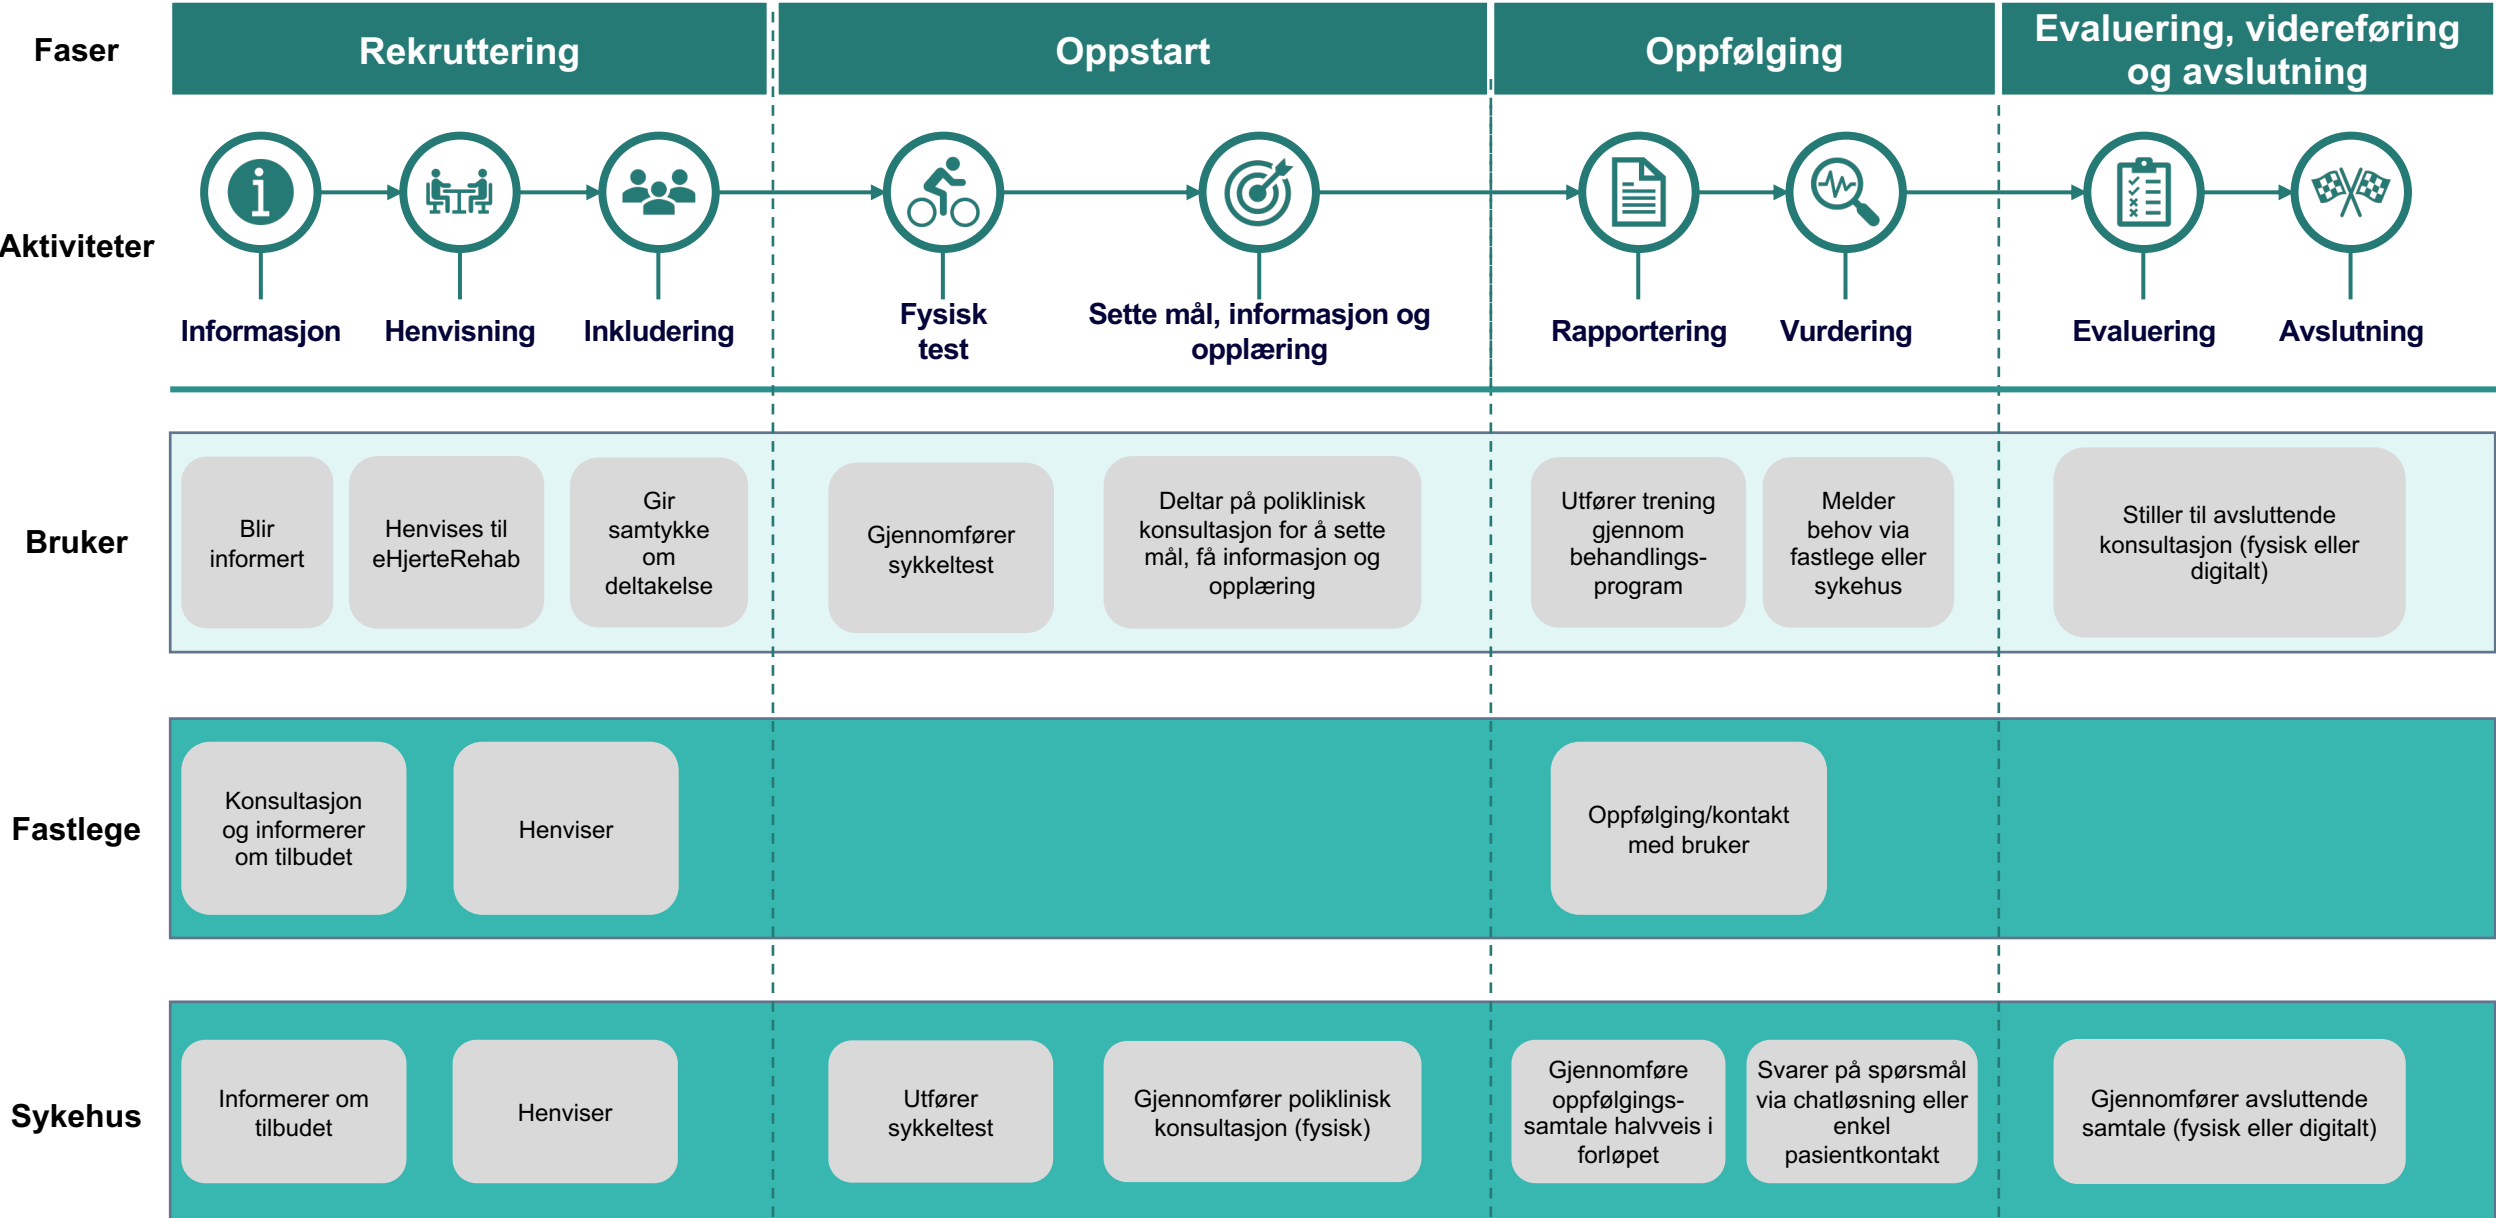 Faser
Rekruttering
Oppstart
Oppfølging
Evaluering, videreføring
og avslutning
Aktiviteter
Informasjon
Henvisning
Inkludering
Fysisk
test
Sette mål, informasjon og
opplæring
Rapportering
Vurdering
Evaluering
Avslutning
Bruker
Blir
informert
Henvises til
eHjerteRehab
Gir
samtykke
om
deltakelse
Gjennomfører
sykkeltest
Deltar på poliklinisk
konsultasjon for å sette
mål, få informasjon og
opplæring
Utfører trening
gjennom
behandlings-
program
Melder
behov via
fastlege eller
sykehus
Stiller til avsluttende
konsultasjon (fysisk eller
digitalt)
Fastlege
Konsultasjon
og informerer
om tilbudet
Henviser
Oppfølging/kontakt
med bruker
Sykehus
Informerer om
tilbudet
Henviser
Utfører
sykkeltest
Gjennomfører poliklinisk
konsultasjon (fysisk)
Gjennomføre
oppfølgings-
samtale halvveis i
forløpet
Svarer på spørsmål
via chatløsning eller
enkel
pasientkontakt
Gjennomfører avsluttende
samtale (fysisk eller digitalt)